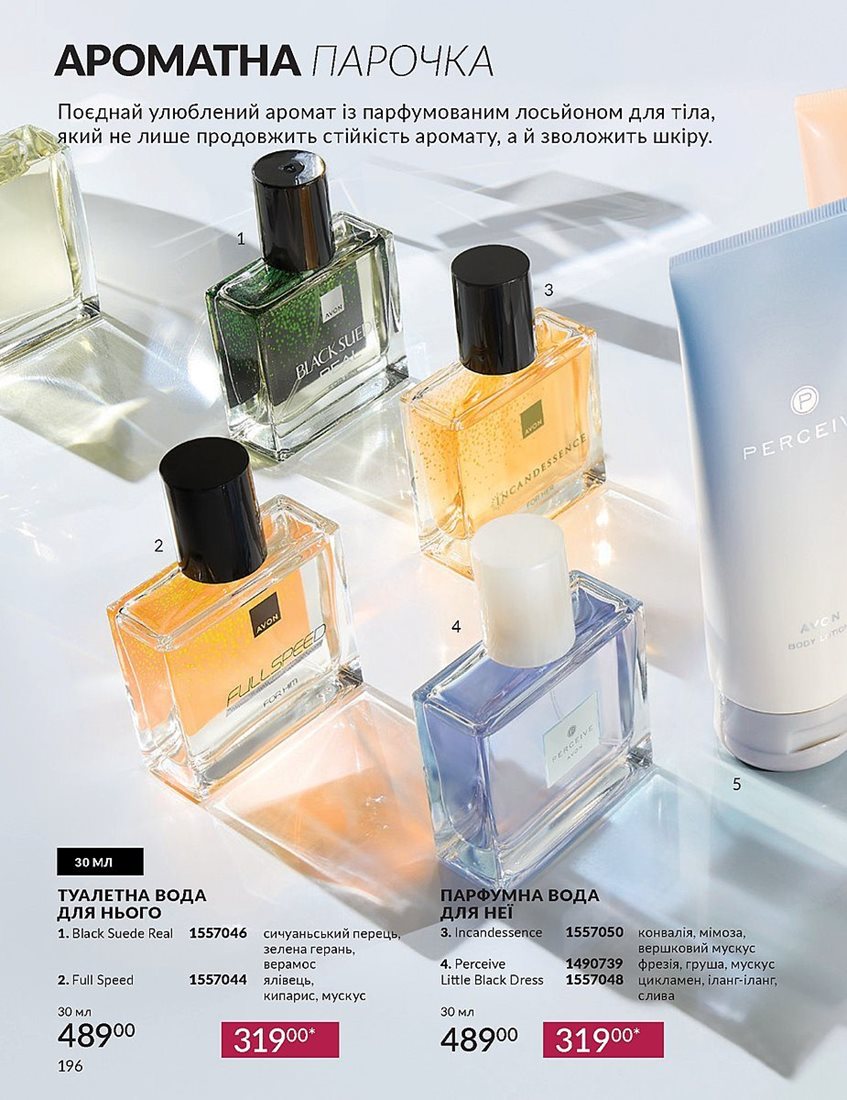 АРОМАТНА ПАРОЧКА
Поєднай улюблений аромат із парфумованим лосьйоном для тіла,
який не лише продовжить стійкість аромату, а й зволожить шкіру.
1
AVON
BLACK SUEDE
REAL
3
AVON
INCANDESSENCE
FOR HER
2
AVON
FULL SPEED
FOR HIM
4
P
PERCEIVE
AVON
P
PERCEIV
AVON
BODY LOTION
5
30 МЛ
ТУАЛЕТНА ВОДА
ДЛЯ НЬОГО
1. Black Suede Real 1557046 сичуаньський перець,
зелена герань,
верамос
2. Full Speed 1557044 ялівець,
кипарис, мускус
30 мл
489⁰⁰ 319⁰⁰*
ПАРФУМНА ВОДА
ДЛЯ НЕЇ
3. Incandessence 1557050 конвалія, мімоза,
вершковий мускус
4. Perceive 1490739 фрезія, груша, мускус
Little Black Dress 1557048 цикламен, іланг-іланг,
слива
30 мл
489⁰⁰ 319⁰⁰*
196